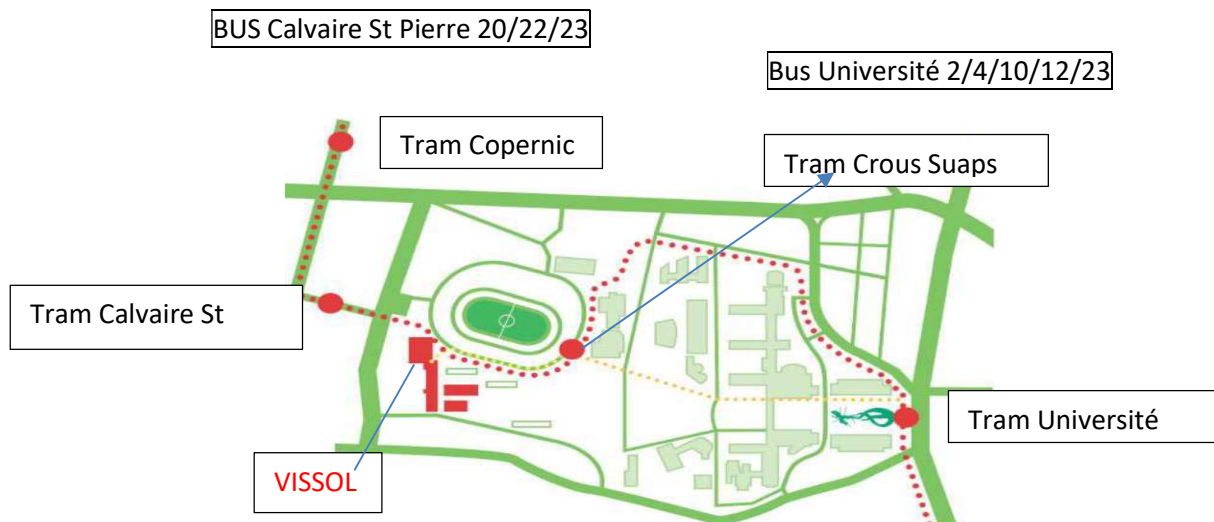 BUS Calvaire St Pierre 20/22/23
Bus Université 2/4/10/12/23
Tram Copernic
Tram Crous Suaps
Tram Calvaire St
Tram Université
VISSOL